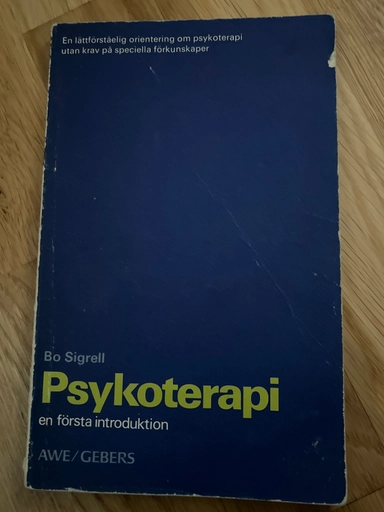 En lättförståelig orientering om psykoterapi
utan krav på speciella förkunskaper
Bo Sigrell
Psykoterapi
en första introduktion
AWE/GEBERS